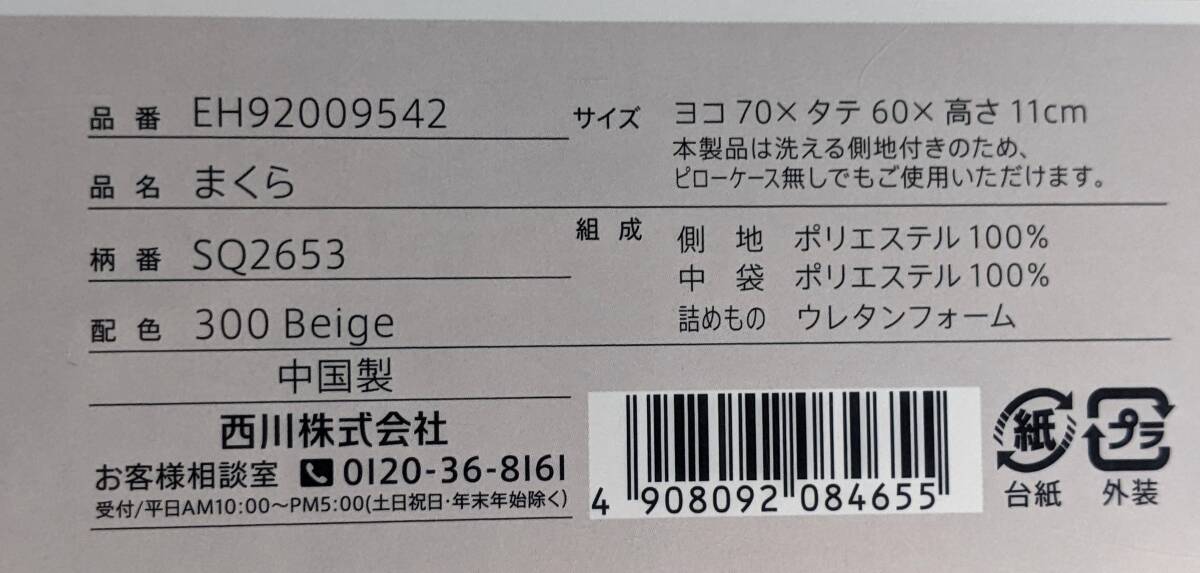 品番 EH92009542
品名 まくら
柄番 SQ2653
配色 300 Beige
中国製
西川株式会社
お客様相談室 0120-36-8161
受付/平日AM10:00〜PM5:00(土日祝日・年末年始除く)
サイズ ヨコ 70× タテ 60× 高さ 11cm
本製品は洗える側地付きのため、
ピローケース無しでもご使用いただけます。
組成 側地 ポリエステル 100%
中袋 ポリエステル 100%
詰めもの ウレタンフォーム
4 908092 084655
紙 プラ
台紙 外装